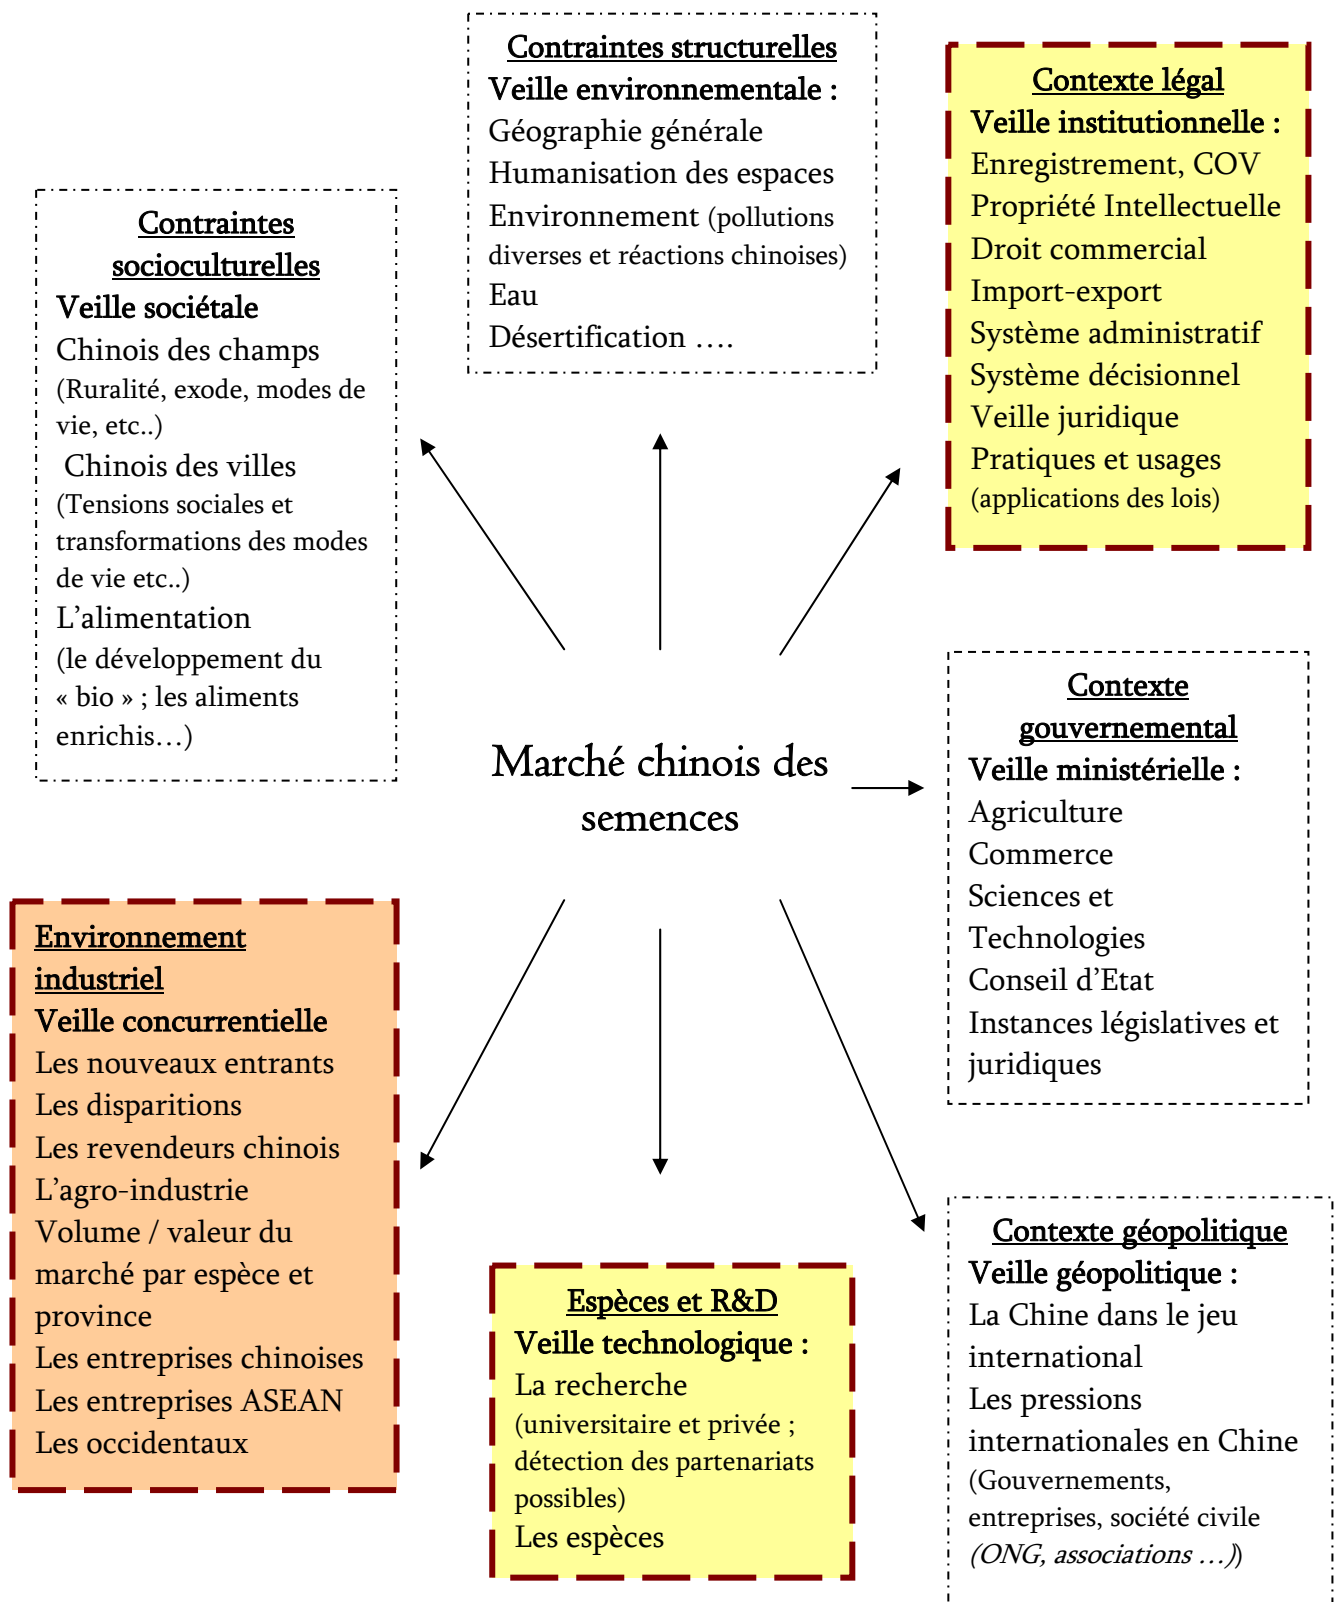 Contraintes structurelles
Veille environnementale :
Géographie générale
Humanisation des espaces
Environnement (pollutions
diverses et réactions chinoises)
Eau
Désertification ….
Contexte légal
Veille institutionnelle :
Enregistrement, COV
Propriété Intellectuelle
Droit commercial
Import-export
Système administratif
Système décisionnel
Veille juridique
Pratiques et usages
(applications des lois)
Contraintes
socioculturelles
Veille sociétale
Chinois des champs
(Ruralité, exode, modes de
vie, etc..)
Chinois des villes
(Tensions sociales et
transformations des modes
de vie etc..)
L’alimentation
(le développement du
« bio » ; les aliments
enrichis…)
Marché chinois des
semences
Contexte
gouvernemental
Veille ministérielle :
Agriculture
Commerce
Sciences et
Technologies
Conseil d’Etat
Instances législatives et
juridiques
Environnement
industriel
Veille concurrentielle
Les nouveaux entrants
Les disparitions
Les revendeurs chinois
L’agro-industrie
Volume / valeur du
marché par espèce et
province
Les entreprises chinoises
Les entreprises ASEAN
Les occidentaux
Espèces et R&D
Veille technologique :
La recherche
(universitaire et privée ;
détection des partenariats
possibles)
Les espèces
Contexte géopolitique
Veille géopolitique :
La Chine dans le jeu
international
Les pressions
internationales en Chine
(Gouvernements,
entreprises, société civile
(ONG, associations …))